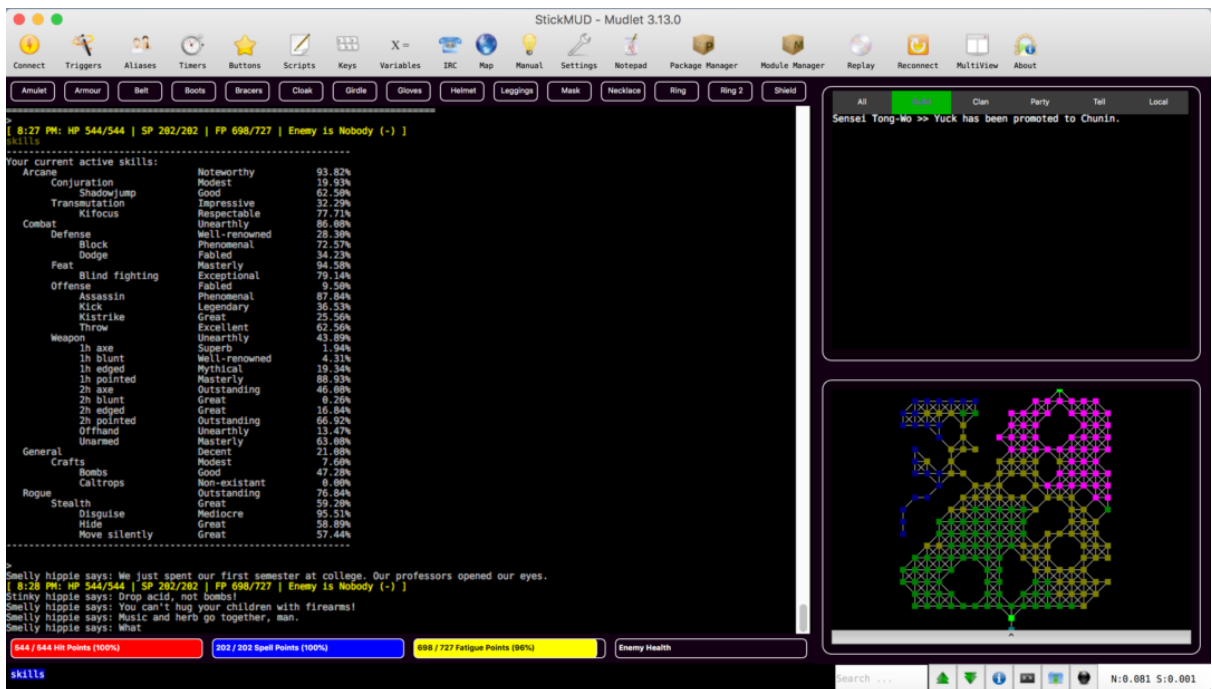 StickMUD - Mudlet 3.13.0
Connect Triggers Aliases Timers Buttons Scripts Keys Variables IRC Map Manual Settings Notepad Package Manager Module Manager Replay Reconnect MultiView About
X =
Amulet Armour Belt Boots Bracers Cloak Girdle Gloves Helmet Leggings Mask Necklace Ring Ring 2 Shield
>
[ 8:27 PM: HP 544/544 | SP 202/202 | FP 698/727 | Enemy is Nobody (-) ]
skills
Your current active skills:
Arcane Noteworthy 93.82%
Conjuration Modest 19.93%
Shadowjump Good 62.50%
Transmutation Impressive 32.29%
Kifocus Respectable 77.71%
Combat Unearthly 86.08%
Defense Well-renowned 28.30%
Block Phenomenal 72.57%
Dodge Fabled 34.23%
Feat Masterly 94.58%
Blind fighting Exceptional 79.14%
Offense Fabled 9.50%
Assassin Phenomenal 87.84%
Kick Legendary 36.53%
Kistrike Great 25.56%
Throw Excellent 62.56%
Weapon Unearthly 43.89%
1h axe Superb 1.94%
1h blunt Well-renowned 4.31%
1h edged Mythical 19.34%
1h pointed Masterly 88.93%
2h axe Outstanding 46.08%
2h blunt Great 0.26%
2h edged Great 16.84%
2h pointed Outstanding 66.92%
Offhand Unearthly 13.47%
Unarmed Masterly 63.08%
General Decent 21.08%
Crafts Modest 7.60%
Bombs Good 47.28%
Caltrops Non-existant 0.00%
Rogue Outstanding 76.84%
Stealth Great 59.20%
Disguise Mediocre 95.51%
Hide Great 58.89%
Move silently Great 57.44%
>
Smelly hippie says: We just spent our first semester at college. Our professors opened our eyes.
[ 8:28 PM: HP 544/544 | SP 202/202 | FP 698/727 | Enemy is Nobody (-) ]
Stinky hippie says: Drop acid, not bombs!
Smelly hippie says: You can't hug your children with firearms!
Smelly hippie says: Music and herb go together, man.
Smelly hippie says: What
544 / 544 Hit Points (100%) 202 / 202 Spell Points (100%) 698 / 727 Fatigue Points (96%) Enemy Health
skills
All Guild Clan Party Tell Local
Sensei Tong-Wo >> Yuck has been promoted to Chunin.
^
Search ... N:0.081 S:0.001